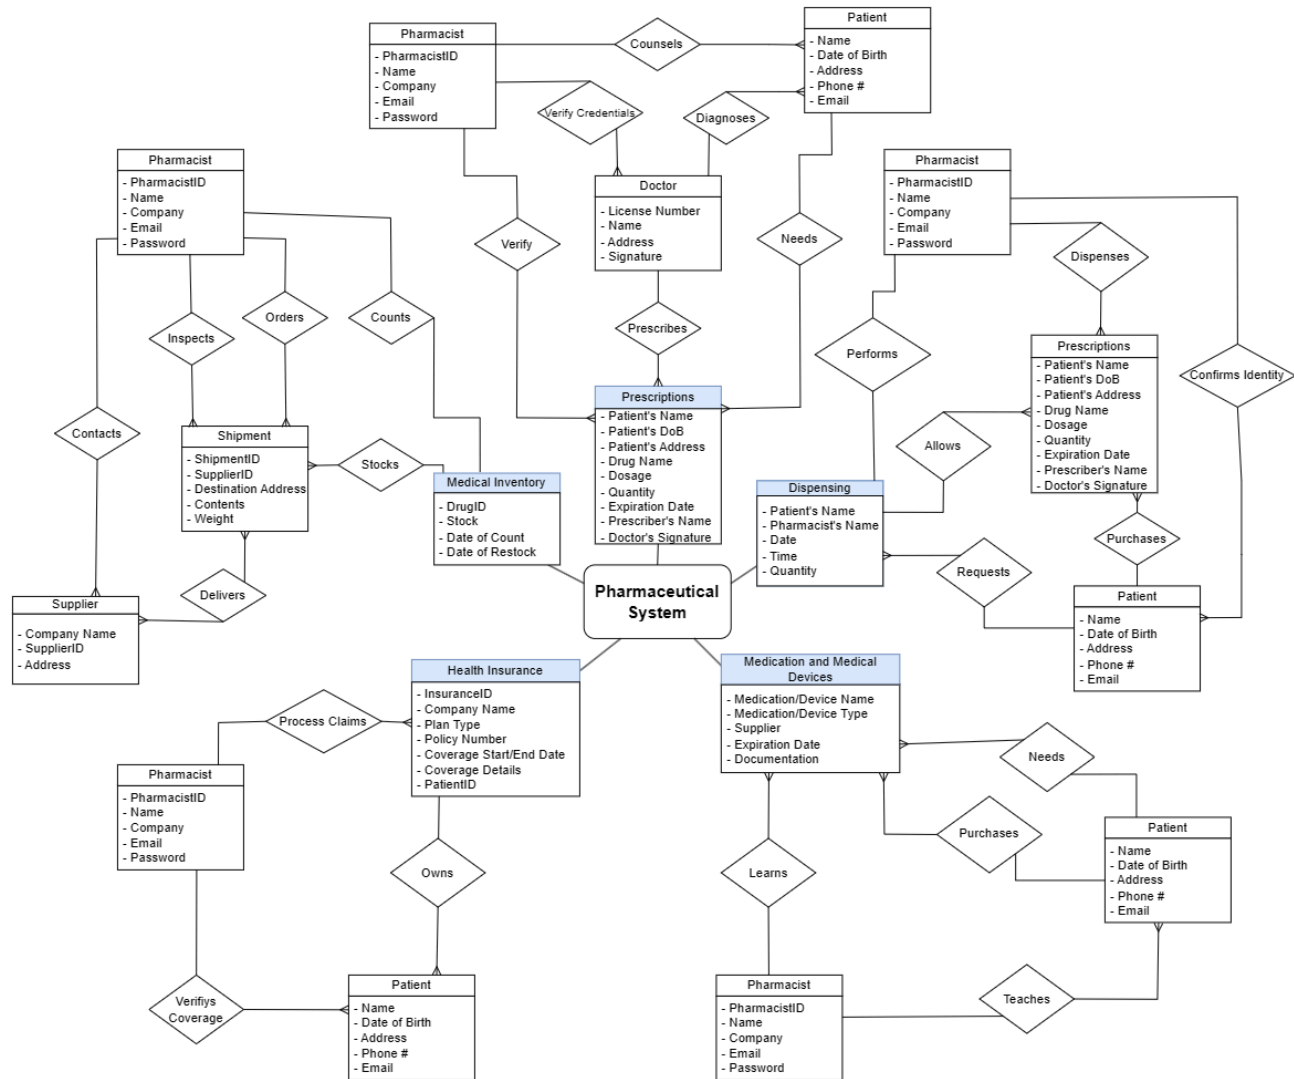 Pharmacist
- PharmacistID
- Name
- Company
- Email
- Password
Counsels
Patient
- Name
- Date of Birth
- Address
- Phone #
- Email
Verify Credentials
Diagnoses
Pharmacist
- PharmacistID
- Name
- Company
- Email
- Password
Doctor
- License Number
- Name
- Address
- Signature
Pharmacist
- PharmacistID
- Name
- Company
- Email
- Password
Verify
Needs
Dispenses
Inspects
Orders
Counts
Prescribes
Performs
Confirms Identity
Prescriptions
- Patient's Name
- Patient's DoB
- Patient's Address
- Drug Name
- Dosage
- Quantity
- Expiration Date
- Prescriber's Name
- Doctor's Signature
Prescriptions
- Patient's Name
- Patient's DoB
- Patient's Address
- Drug Name
- Dosage
- Quantity
- Expiration Date
- Prescriber's Name
- Doctor's Signature
Contacts
Shipment
- ShipmentID
- SupplierID
- Destination Address
- Contents
- Weight
Stocks
Medical Inventory
- DrugID
- Stock
- Date of Count
- Date of Restock
Allows
Dispensing
- Patient's Name
- Pharmacist's Name
- Date
- Time
- Quantity
Purchases
Requests
Delivers
Supplier
- Company Name
- SupplierID
- Address
Pharmaceutical
System
Patient
- Name
- Date of Birth
- Address
- Phone #
- Email
Health Insurance
- InsuranceID
- Company Name
- Plan Type
- Policy Number
- Coverage Start/End Date
- Coverage Details
- PatientID
Medication and Medical
Devices
- Medication/Device Name
- Medication/Device Type
- Supplier
- Expiration Date
- Documentation
Process Claims
Needs
Pharmacist
- PharmacistID
- Name
- Company
- Email
- Password
Owns
Learns
Purchases
Patient
- Name
- Date of Birth
- Address
- Phone #
- Email
Verifiys
Coverage
Patient
- Name
- Date of Birth
- Address
- Phone #
- Email
Pharmacist
- PharmacistID
- Name
- Company
- Email
- Password
Teaches